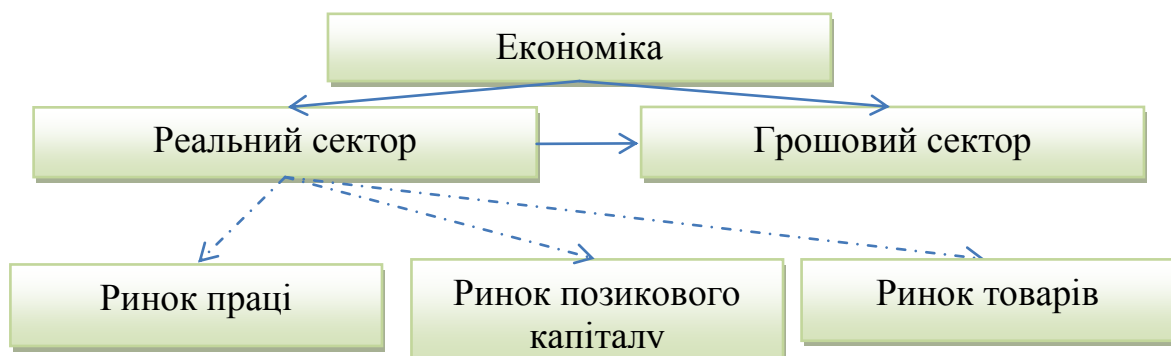 Економіка
Реальний сектор
Грошовий сектор
Ринок праці
Ринок позикового
капіталу
Ринок товарів